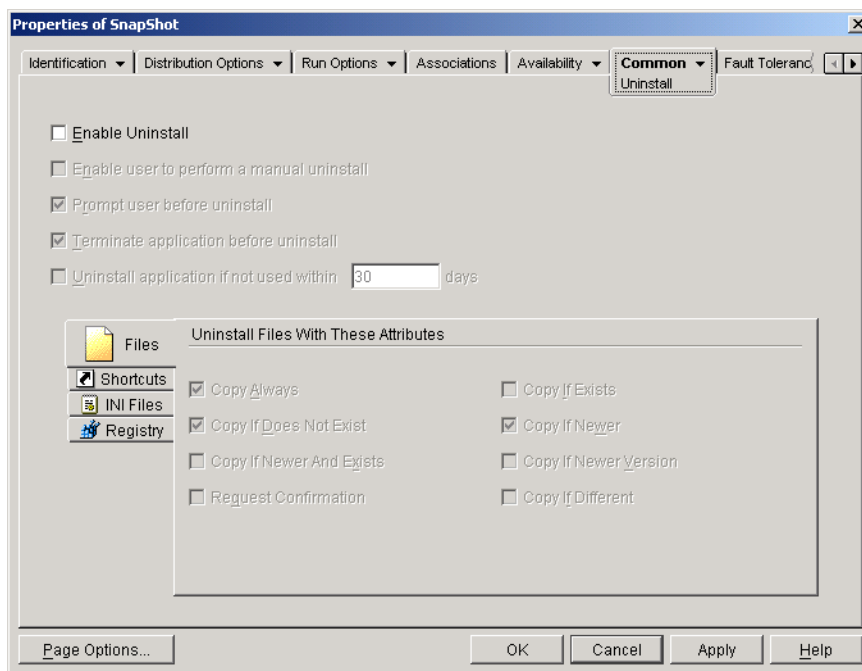 Properties of SnapShot
Identification
Distribution Options
Run Options
Associations
Availability
Common
Fault Toleranc
Uninstall
Enable Uninstall
Enable user to perform a manual uninstall
Prompt user before uninstall
Terminate application before uninstall
Uninstall application if not used within 30 days
Files
Shortcuts
INI Files
Registry
Uninstall Files With These Attributes
Copy Always
Copy If Exists
Copy If Does Not Exist
Copy If Newer
Copy If Newer And Exists
Copy If Newer Version
Request Confirmation
Copy If Different
Page Options...
OK
Cancel
Apply
Help